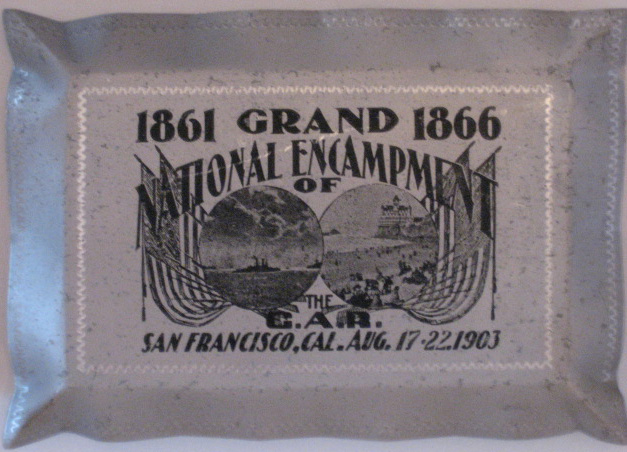 1861 GRAND 1866
NATIONAL ENCAMPMENT
OF
THE
G.A.R.
SAN FRANCISCO, CAL. AUG. 17-22.1903